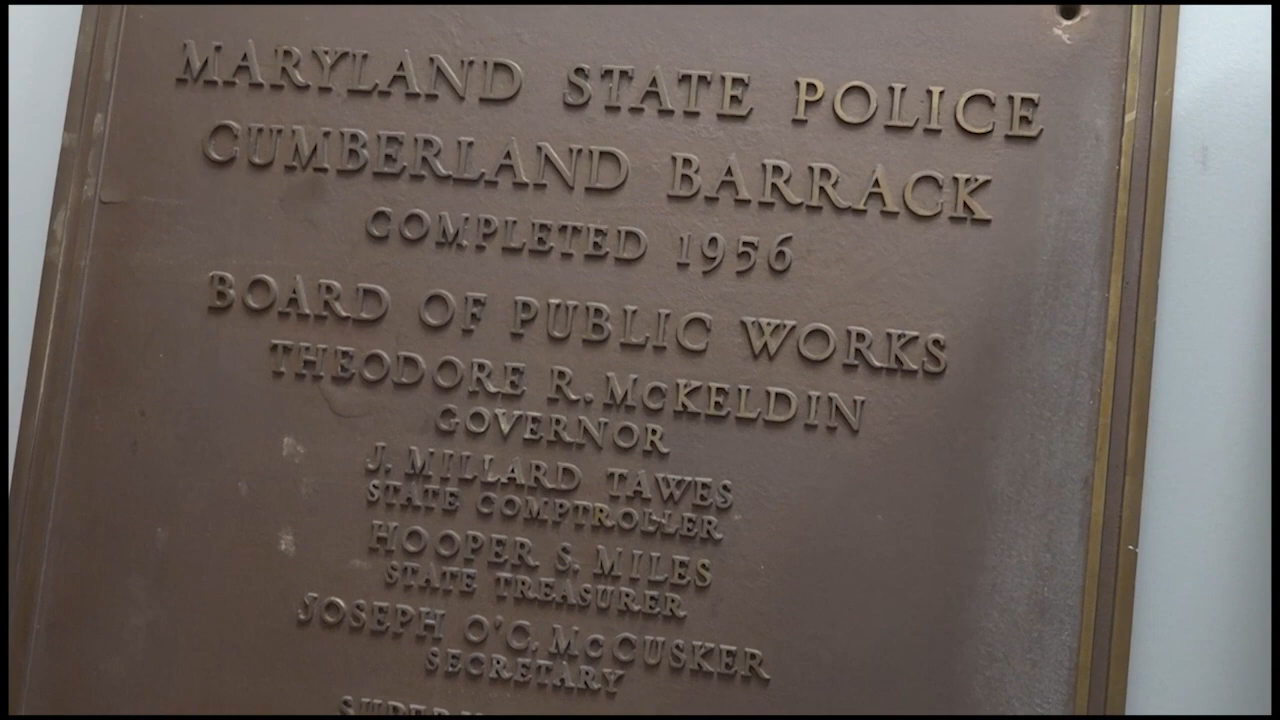 MARYLAND STATE POLICE
CUMBERLAND BARRACK
COMPLETED 1956
BOARD OF PUBLIC WORKS
THEODORE R. McKELDIN
GOVERNOR
J. MILLARD TAWES
STATE COMPTROLLER
HOOPER S. MILES
STATE TREASURER
JOSEPH O'C. McCUSKER
SECRETARY